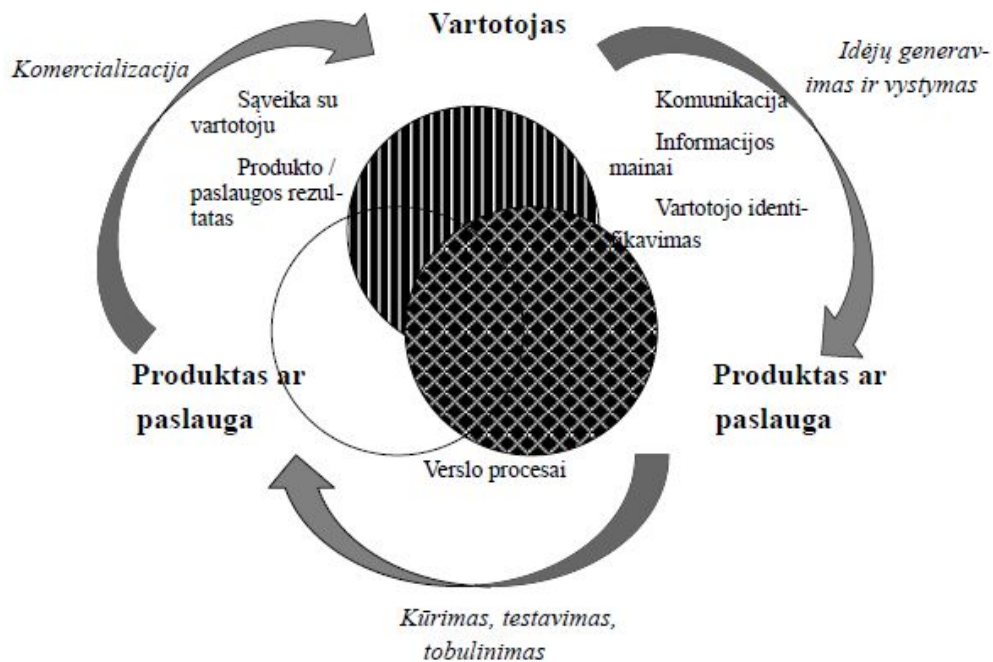 Vartotojas
Komercializacija
Idėjų generav-
imas ir vystymas
Sąveika su
vartotoju
Produkto /
paslaugos rezul-
tatas
Komunikacija
Informacijos
mainai
Vartotojo identi-
fikavimas
Produktas ar
paslauga
Produktas ar
paslauga
Verslo procesai
Kūrimas, testavimas,
tobulinimas